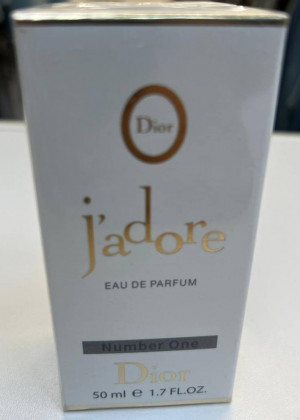 Dior
j'adore
EAU DE PARFUM
Number One
Dior
50 ml e 1.7 FL.OZ.